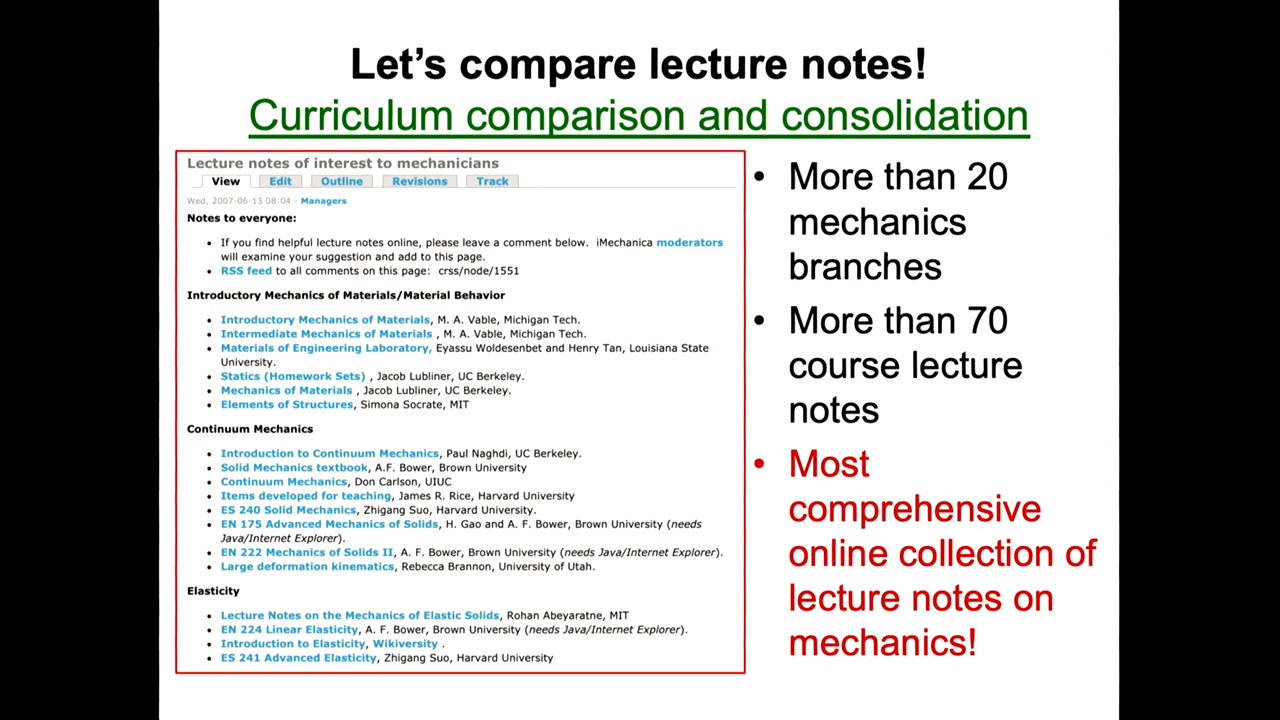 Let's compare lecture notes!
Curriculum comparison and consolidation
Lecture notes of interest to mechanicians
View Edit Outline Revisions Track
Wed, 2007-06-13 08:04 - Managers
Notes to everyone:
• If you find helpful lecture notes online, please leave a comment below. iMechanica moderators
will examine your suggestion and add to this page.
• RSS feed to all comments on this page: crss/node/1551
Introductory Mechanics of Materials/Material Behavior
• Introductory Mechanics of Materials, M. A. Vable, Michigan Tech.
• Intermediate Mechanics of Materials , M. A. Vable, Michigan Tech.
• Materials of Engineering Laboratory, Eyassu Woldesenbet and Henry Tan, Louisiana State
University.
• Statics (Homework Sets) , Jacob Lubliner, UC Berkeley.
• Mechanics of Materials , Jacob Lubliner, UC Berkeley.
• Elements of Structures, Simona Socrate, MIT
Continuum Mechanics
• Introduction to Continuum Mechanics, Paul Naghdi, UC Berkeley.
• Solid Mechanics textbook, A.F. Bower, Brown University
• Continuum Mechanics, Don Carlson, UIUC
• Items developed for teaching, James R. Rice, Harvard University
• ES 240 Solid Mechanics, Zhigang Suo, Harvard University.
• EN 175 Advanced Mechanics of Solids, H. Gao and A. F. Bower, Brown University (needs
Java/Internet Explorer).
• EN 222 Mechanics of Solids II, A. F. Bower, Brown University (needs Java/Internet Explorer).
• Large deformation kinematics, Rebecca Brannon, University of Utah.
Elasticity
• Lecture Notes on the Mechanics of Elastic Solids, Rohan Abeyaratne, MIT
• EN 224 Linear Elasticity, A. F. Bower, Brown University (needs Java/Internet Explorer).
• Introduction to Elasticity, Wikiversity .
• ES 241 Advanced Elasticity, Zhigang Suo, Harvard University
• More than 20
mechanics
branches
• More than 70
course lecture
notes
• Most
comprehensive
online collection of
lecture notes on
mechanics!